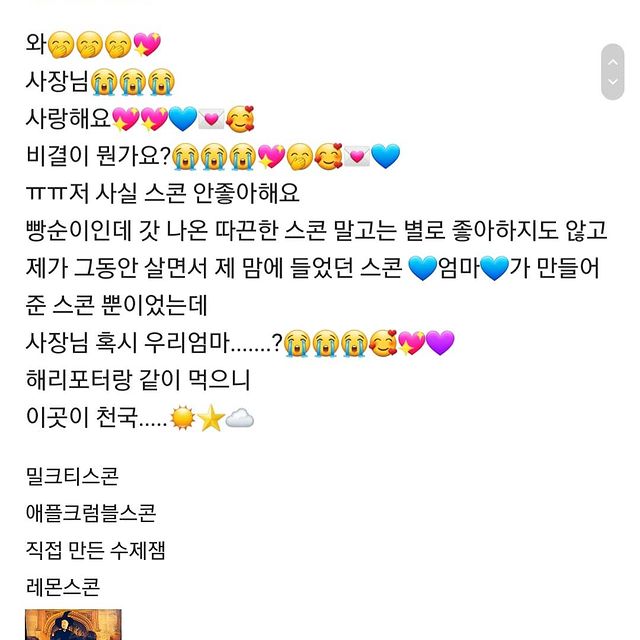 와🤭🤭🤭💖
사장님😭😭😭
사랑해요💖💖💙💌🥰
비결이 뭔가요?😭😭😭💖🤭🥰💌💙
ㅠㅠ저 사실 스콘 안좋아해요
빵순이인데 갓 나온 따끈한 스콘 말고는 별로 좋아하지도 않고
제가 그동안 살면서 제 맘에 들었던 스콘 💙엄마💙가 만들어
준 스콘 뿐이었는데
사장님 혹시 우리엄마.......?😭😭😭🥰💖💜
해리포터랑 같이 먹으니
이곳이 천국.....☀️⭐☁️
밀크티스콘
애플크럼블스콘
직접 만든 수제잼
레몬스콘